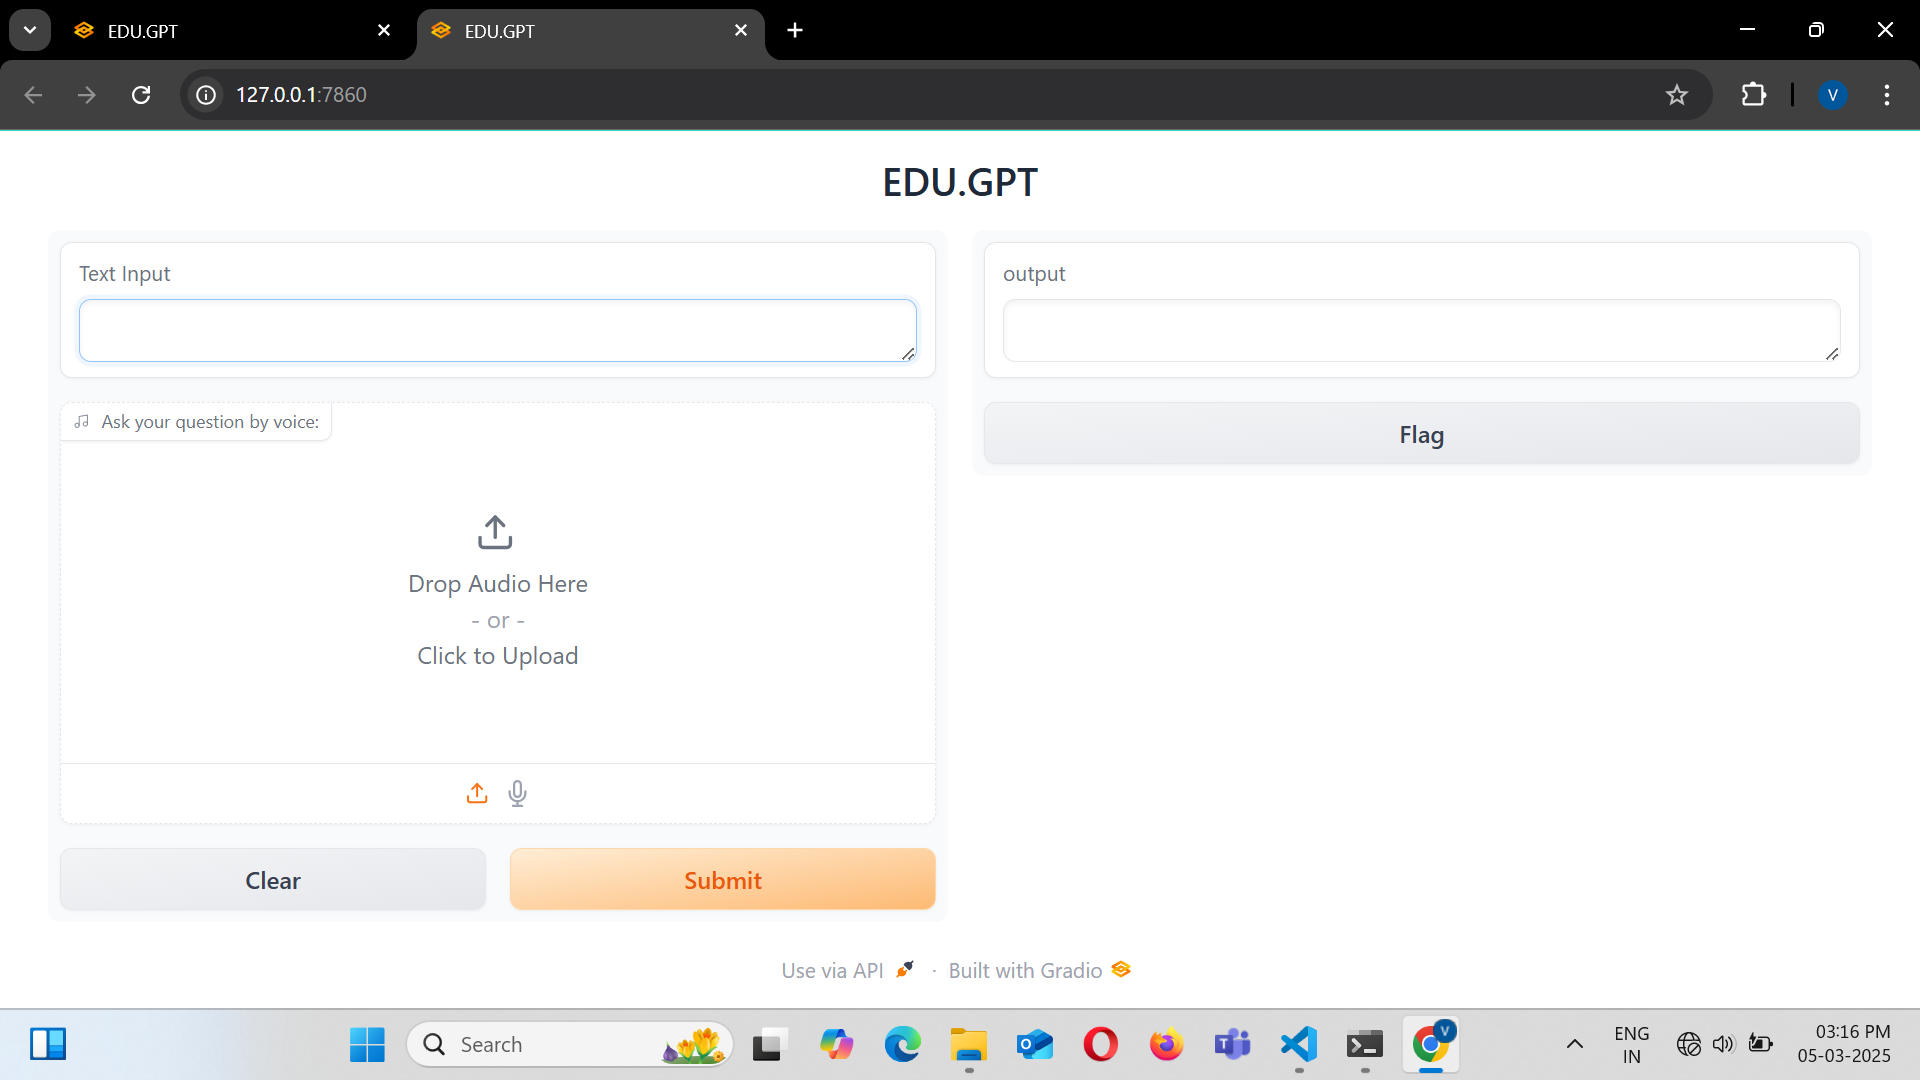 EDU.GPT
EDU.GPT
127.0.0.1:7860
V
EDU.GPT
Text Input
output
Ask your question by voice:
Flag
Drop Audio Here
- or -
Click to Upload
Clear
Submit
Use via API · Built with Gradio
Search
V
ENG
IN
03:16 PM
05-03-2025